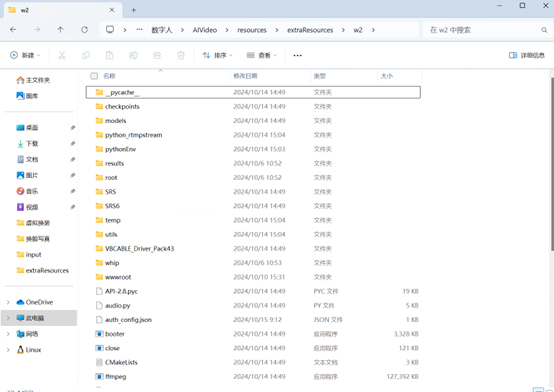 w2
… 数字人 > AIVideo > resources > extraResources > w2 >
在 w2 中搜索
新建
排序
查看
详细信息
名称 修改日期 类型 大小
主文件夹
图库
桌面
下载
文档
图片
音乐
视频
虚拟换装
换脸写真
input
extraResources
OneDrive
此电脑
网络
Linux
__pycache__ 2024/10/14 14:49 文件夹
checkpoints 2024/10/14 14:49 文件夹
models 2024/10/14 14:49 文件夹
python_rtmpstream 2024/10/14 15:04 文件夹
pythonEnv 2024/10/14 15:03 文件夹
results 2024/10/6 10:52 文件夹
root 2024/10/6 10:52 文件夹
SRS 2024/10/14 14:49 文件夹
SRS6 2024/10/14 14:49 文件夹
temp 2024/10/14 15:04 文件夹
utils 2024/10/14 15:04 文件夹
VBCABLE_Driver_Pack43 2024/10/14 14:49 文件夹
whip 2024/10/6 10:53 文件夹
wwwroot 2024/10/10 15:31 文件夹
API-2.8.pyc 2024/10/14 14:49 PYC 文件 19 KB
audio.py 2024/10/14 14:49 PY 文件 5 KB
auth_config.json 2024/10/15 9:12 JSON 文件 1 KB
booter 2024/10/14 14:49 应用程序 3,328 KB
close 2024/10/14 14:49 应用程序 121 KB
CMakeLists 2024/10/14 14:49 文本文档 3 KB
ffmpeg 2024/10/14 14:49 应用程序 127,392 KB